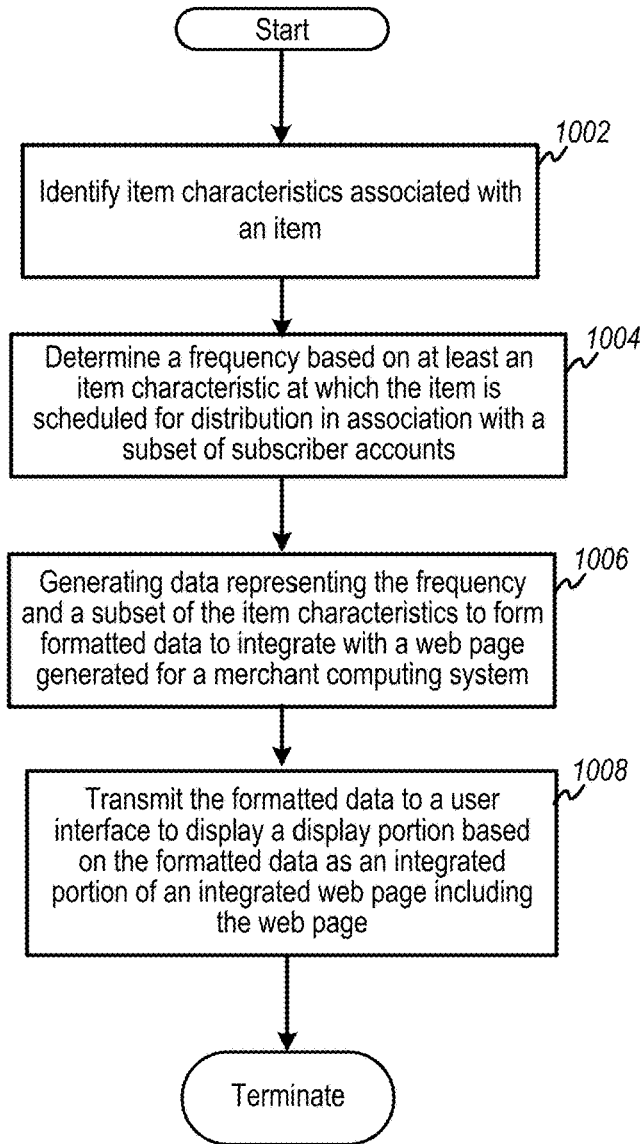 Start
1002
Identify item characteristics associated with
an item
1004
Determine a frequency based on at least an
item characteristic at which the item is
scheduled for distribution in association with a
subset of subscriber accounts
1006
Generating data representing the frequency
and a subset of the item characteristics to form
formatted data to integrate with a web page
generated for a merchant computing system
1008
Transmit the formatted data to a user
interface to display a display portion based
on the formatted data as an integrated
portion of an integrated web page including
the web page
Terminate